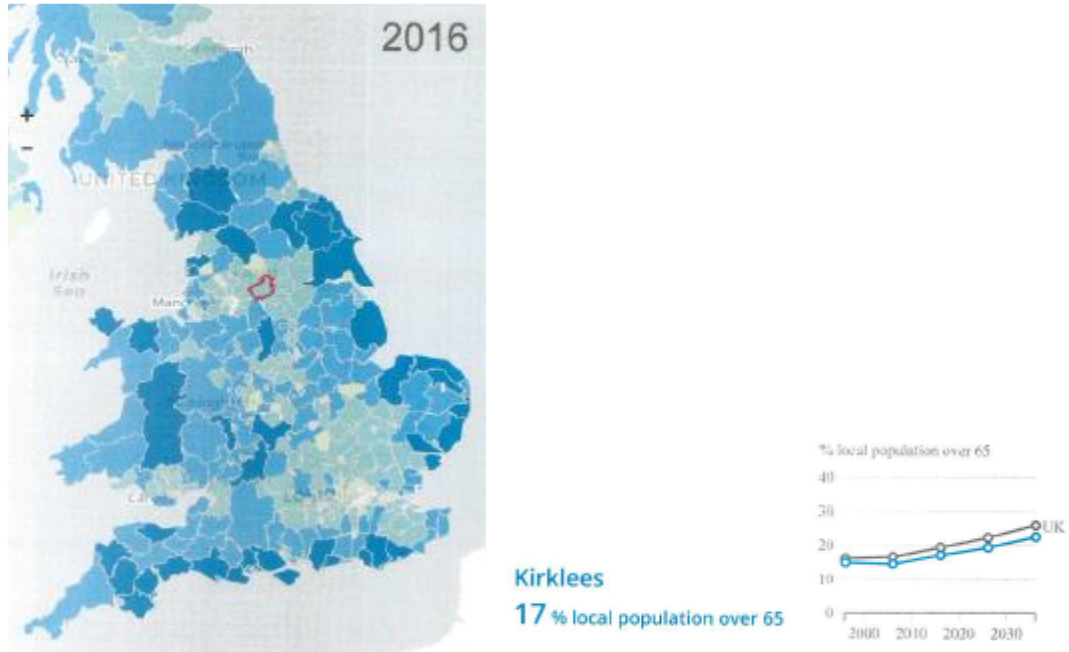 2016
+
−
UNITED KINGDOM
Irish
Sea
Kirklees
17 % local population over 65
% local population over 65
40
30
20
10
0
UK
2000 2010 2020 2030